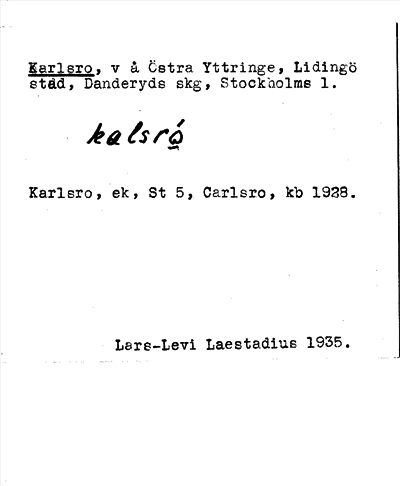 Karlsro, v å Östra Yttringe, Lidingö
stad, Danderyds skg, Stockholms l.
kalsrò̱
Karlsro, ek, St 5, Carlsro, kb 1928.
Lars-Levi Laestadius 1935.